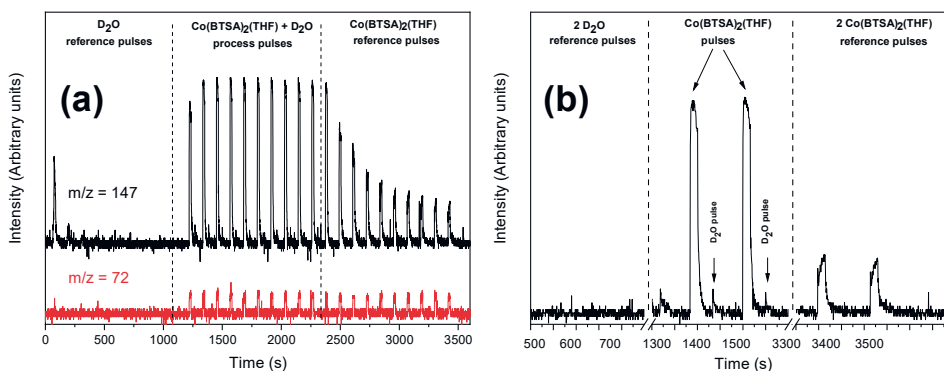 D₂O
reference pulses
Co(BTSA)₂(THF) + D₂O
process pulses
Co(BTSA)₂(THF)
reference pulses
(a)
m/z = 147
m/z = 72
Intensity (Arbitrary units)
0 500 1000 1500 2000 2500 3000 3500
Time (s)
2 D₂O
reference pulses
Co(BTSA)₂(THF)
pulses
2 Co(BTSA)₂(THF)
reference pulses
(b)
D₂O pulse
D₂O pulse
Intensity (Arbitrary units)
500 600 700 1300 1400 1500 3300 3400 3500
Time (s)